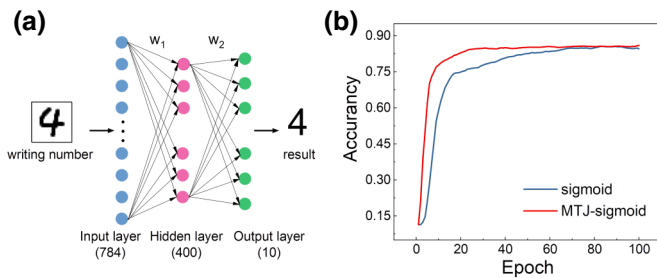 (a)
w1
w2
4
writing number
4
result
Input layer
(784)
Hidden layer
(400)
Output layer
(10)
(b)
Accurancy
0.90
0.75
0.60
0.45
0.30
0.15
sigmoid
MTJ-sigmoid
0 20 40 60 80 100
Epoch